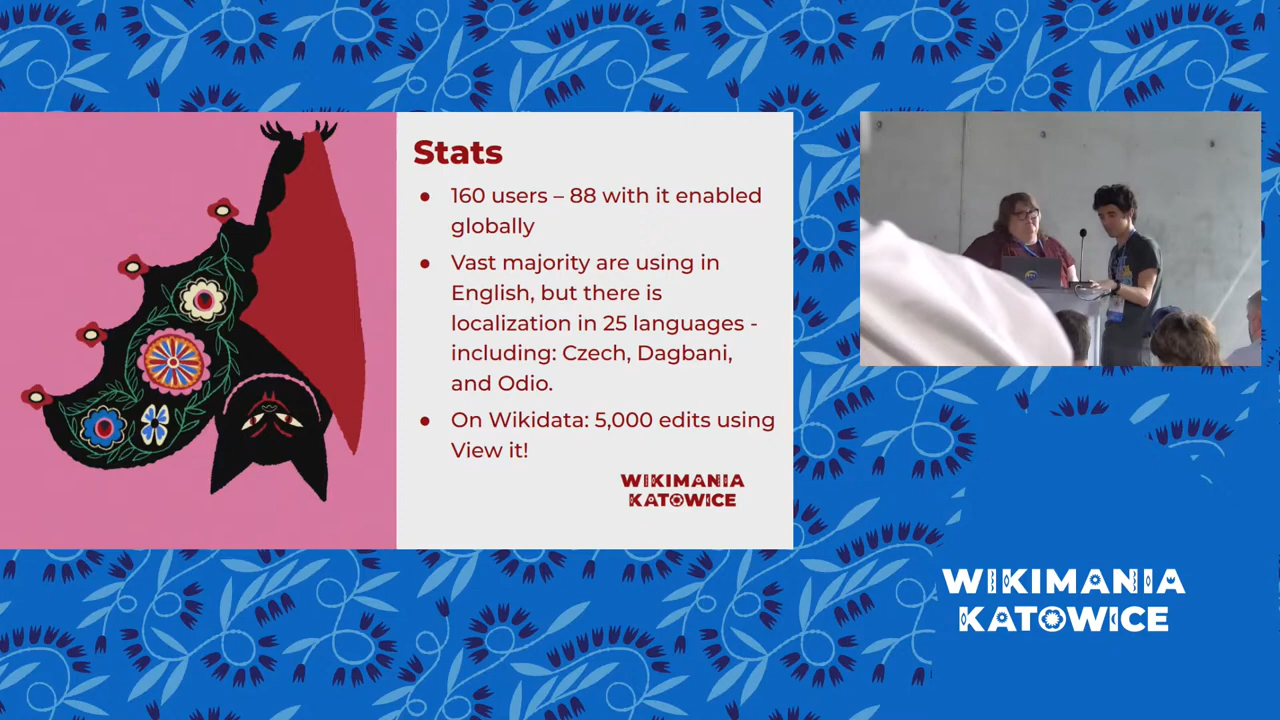 Stats
● 160 users – 88 with it enabled
globally
● Vast majority are using in
English, but there is
localization in 25 languages -
including: Czech, Dagbani,
and Odio.
● On Wikidata: 5,000 edits using
View it!
WIKIMANIA
KATOWICE
WIKIMANIA
KATOWICE